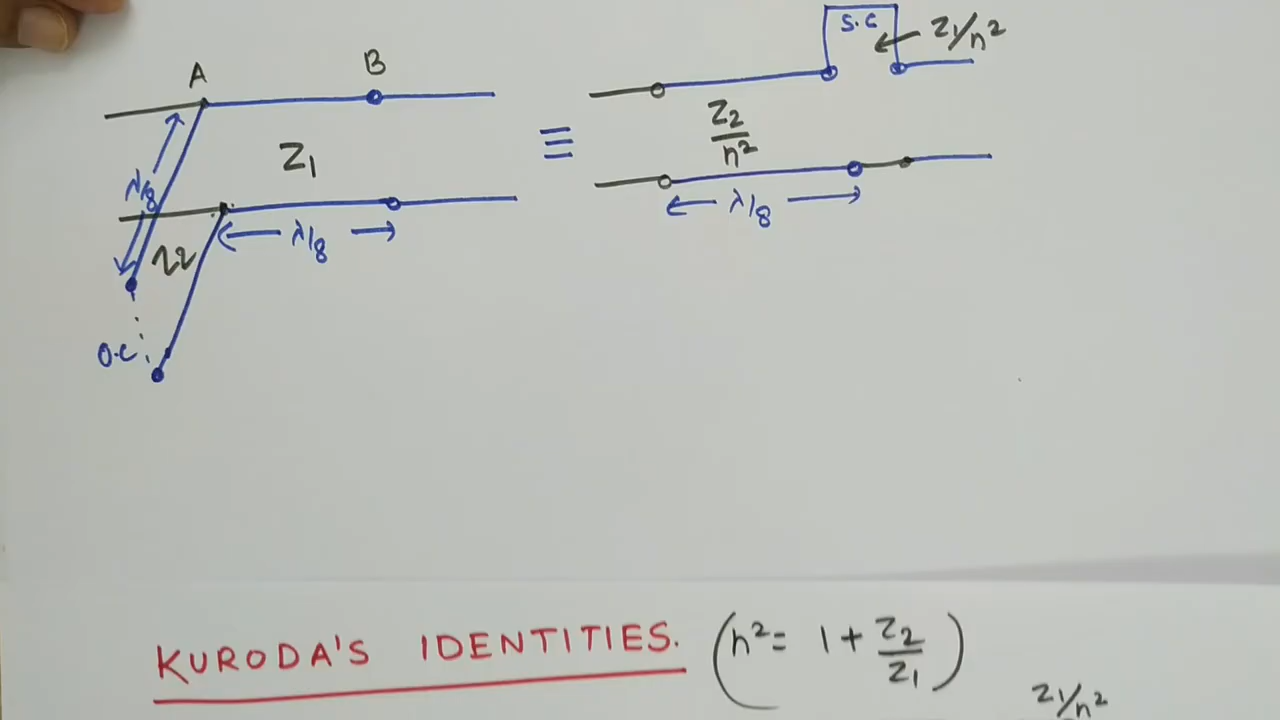 S.C
Z1/n²
A
B
Z2/n²
Z1
≡
λ/8
λ/8
λ/8
Z2
O.C
KURODA'S IDENTITIES. (n² = 1 + Z2/Z1)
Z1/n²